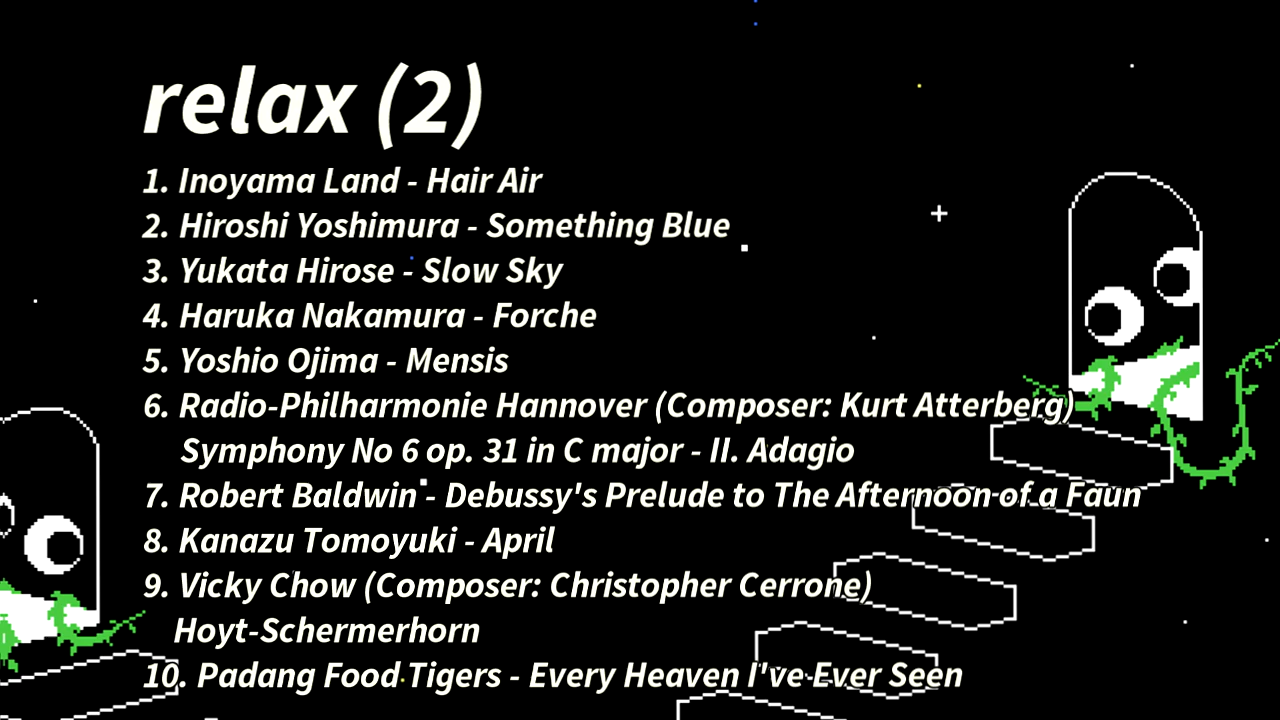 relax (2)
1. Inoyama Land - Hair Air
2. Hiroshi Yoshimura - Something Blue
3. Yukata Hirose - Slow Sky
4. Haruka Nakamura - Forche
5. Yoshio Ojima - Mensis
6. Radio-Philharmonie Hannover (Composer: Kurt Atterberg)
Symphony No 6 op. 31 in C major - II. Adagio
7. Robert Baldwin - Debussy's Prelude to The Afternoon of a Faun
8. Kanazu Tomoyuki - April
9. Vicky Chow (Composer: Christopher Cerrone)
Hoyt-Schermerhorn
10. Padang Food Tigers - Every Heaven I've Ever Seen